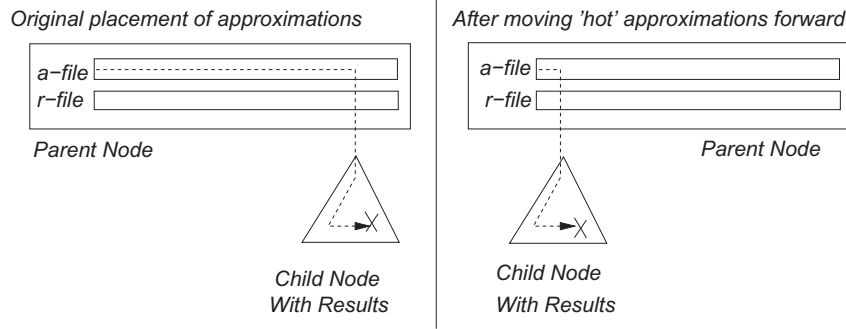 Original placement of approximations
a−file
r−file
Parent Node
Child Node
With Results
After moving ’hot’ approximations forward
a−file
r−file
Parent Node
Child Node
With Results